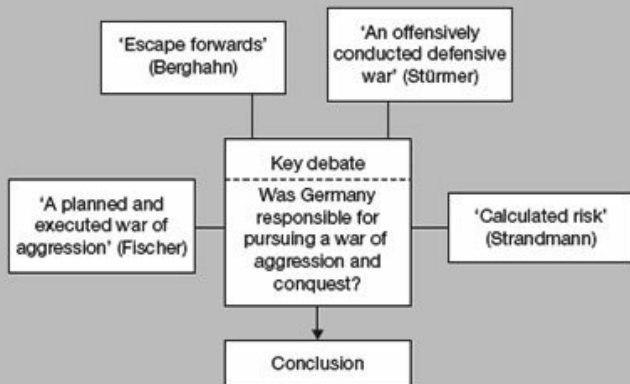 ‘Escape forwards’
(Berghahn)
‘An offensively
conducted defensive
war’ (Stürmer)
Key debate
Was Germany
responsible for
pursuing a war of
aggression and
conquest?
‘A planned and
executed war of
aggression’ (Fischer)
‘Calculated risk’
(Strandmann)
Conclusion